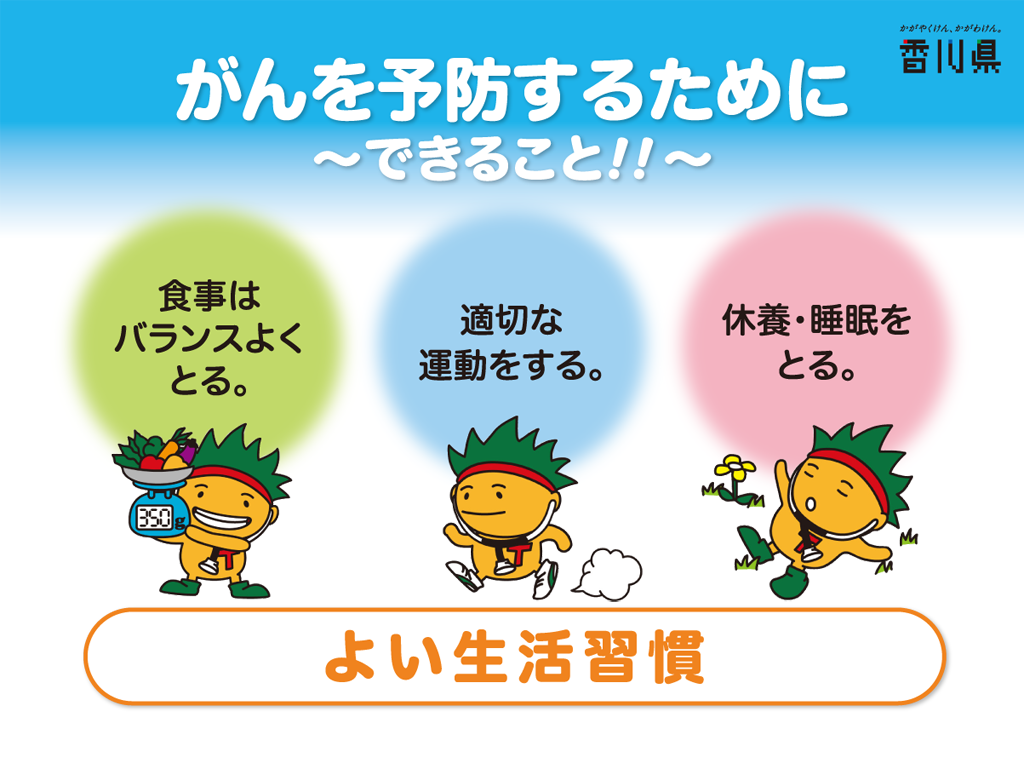 かがやくけん、かがわけん。
香川県
がんを予防するために
〜できること!!〜
食事は
バランスよく
とる。
適切な
運動をする。
休養・睡眠を
とる。
350g
T
T
T
よい生活習慣